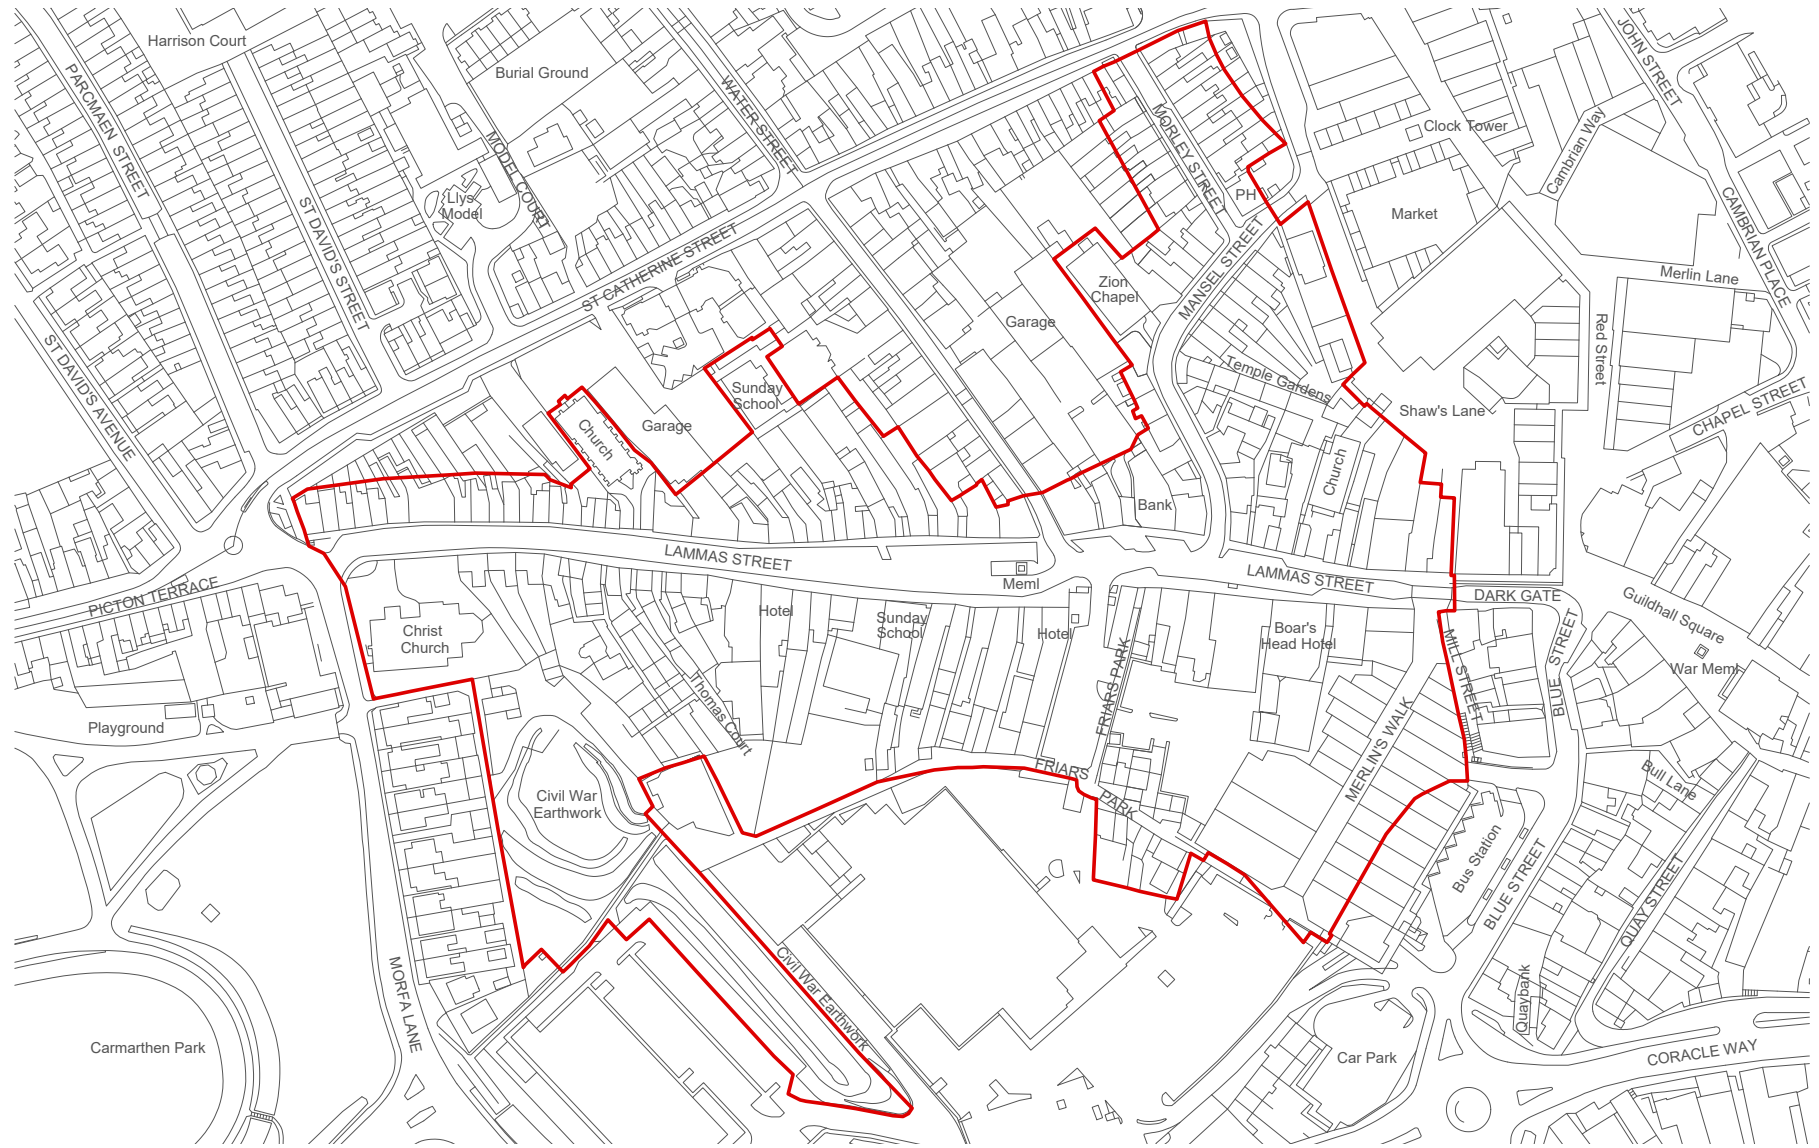 Harrison Court
PARCMAEN STREET
Burial Ground
WATER STREET
JOHN STREET
MODEL COURT
MORLEY STREET
Clock Tower
Cambrian Way
Llys
Model
ST DAVID'S STREET
PH
Market
CAMBRIAN PLACE
ST CATHERINE STREET
MANSEL STREET
Zion
Chapel
Merlin Lane
Garage
Red Street
ST DAVID'S AVENUE
Temple Gardens
Sunday
School
Shaw's Lane
CHAPEL STREET
Church
Garage
Church
Bank
LAMMAS STREET
Meml
LAMMAS STREET
DARK GATE
PICTON TERRACE
Guildhall Square
Hotel
Sunday
School
Hotel
Boar's
Head Hotel
Christ
Church
MILL STREET
BLUE STREET
War Meml
FRIARS PARK
Thomas Court
Playground
MERLIN'S WALK
FRIARS
PARK
Bull Lane
Civil War
Earthwork
Bus Station
BLUE STREET
QUAY STREET
MORFA LANE
Civil War Earthwork
Quaybank
Carmarthen Park
Car Park
CORACLE WAY